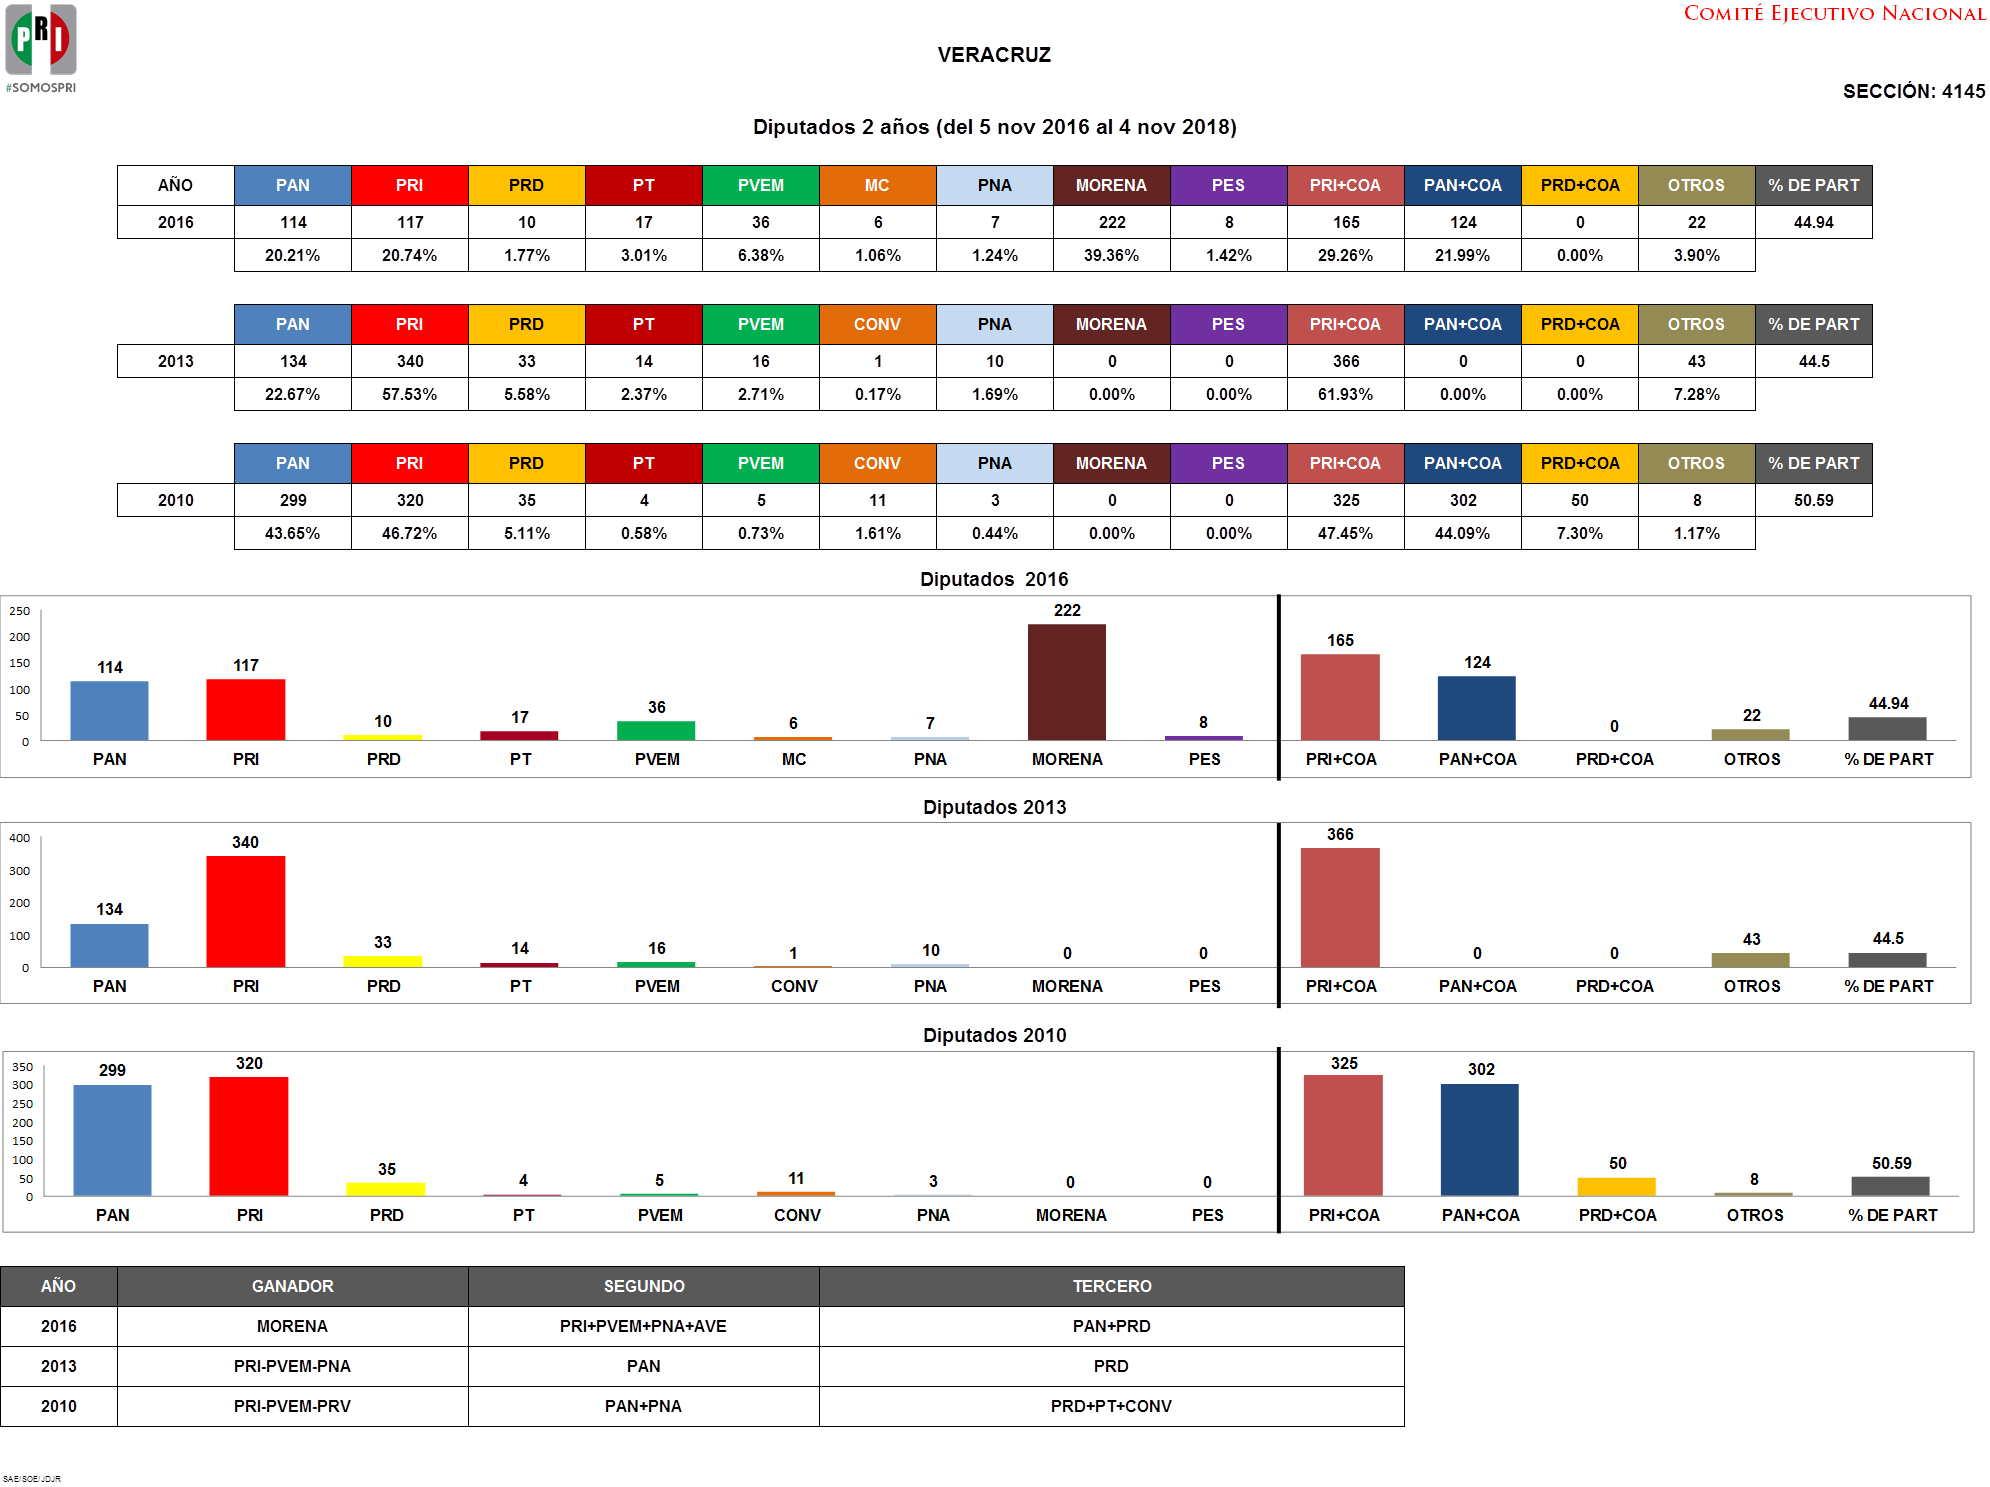 PRI
#SOMOSPRI
COMITÉ EJECUTIVO NACIONAL
VERACRUZ
SECCIÓN: 4145
Diputados 2 años (del 5 nov 2016 al 4 nov 2018)
AÑO PAN PRI PRD PT PVEM MC PNA MORENA PES PRI+COA PAN+COA PRD+COA OTROS % DE PART
2016 114 117 10 17 36 6 7 222 8 165 124 0 22 44.94
20.21% 20.74% 1.77% 3.01% 6.38% 1.06% 1.24% 39.36% 1.42% 29.26% 21.99% 0.00% 3.90%
PAN PRI PRD PT PVEM CONV PNA MORENA PES PRI+COA PAN+COA PRD+COA OTROS % DE PART
2013 134 340 33 14 16 1 10 0 0 366 0 0 43 44.5
22.67% 57.53% 5.58% 2.37% 2.71% 0.17% 1.69% 0.00% 0.00% 61.93% 0.00% 0.00% 7.28%
PAN PRI PRD PT PVEM CONV PNA MORENA PES PRI+COA PAN+COA PRD+COA OTROS % DE PART
2010 299 320 35 4 5 11 3 0 0 325 302 50 8 50.59
43.65% 46.72% 5.11% 0.58% 0.73% 1.61% 0.44% 0.00% 0.00% 47.45% 44.09% 7.30% 1.17%
Diputados 2016
250
200
150
100
50
0
114 117 10 17 36 6 7 222 8 165 124 0 22 44.94
PAN PRI PRD PT PVEM MC PNA MORENA PES PRI+COA PAN+COA PRD+COA OTROS % DE PART
Diputados 2013
400
300
200
100
0
134 340 33 14 16 1 10 0 0 366 0 0 43 44.5
PAN PRI PRD PT PVEM CONV PNA MORENA PES PRI+COA PAN+COA PRD+COA OTROS % DE PART
Diputados 2010
350
300
250
200
150
100
50
0
299 320 35 4 5 11 3 0 0 325 302 50 8 50.59
PAN PRI PRD PT PVEM CONV PNA MORENA PES PRI+COA PAN+COA PRD+COA OTROS % DE PART
AÑO GANADOR SEGUNDO TERCERO
2016 MORENA PRI+PVEM+PNA+AVE PAN+PRD
2013 PRI-PVEM-PNA PAN PRD
2010 PRI-PVEM-PRV PAN+PNA PRD+PT+CONV
SAE/SOE/JDJR